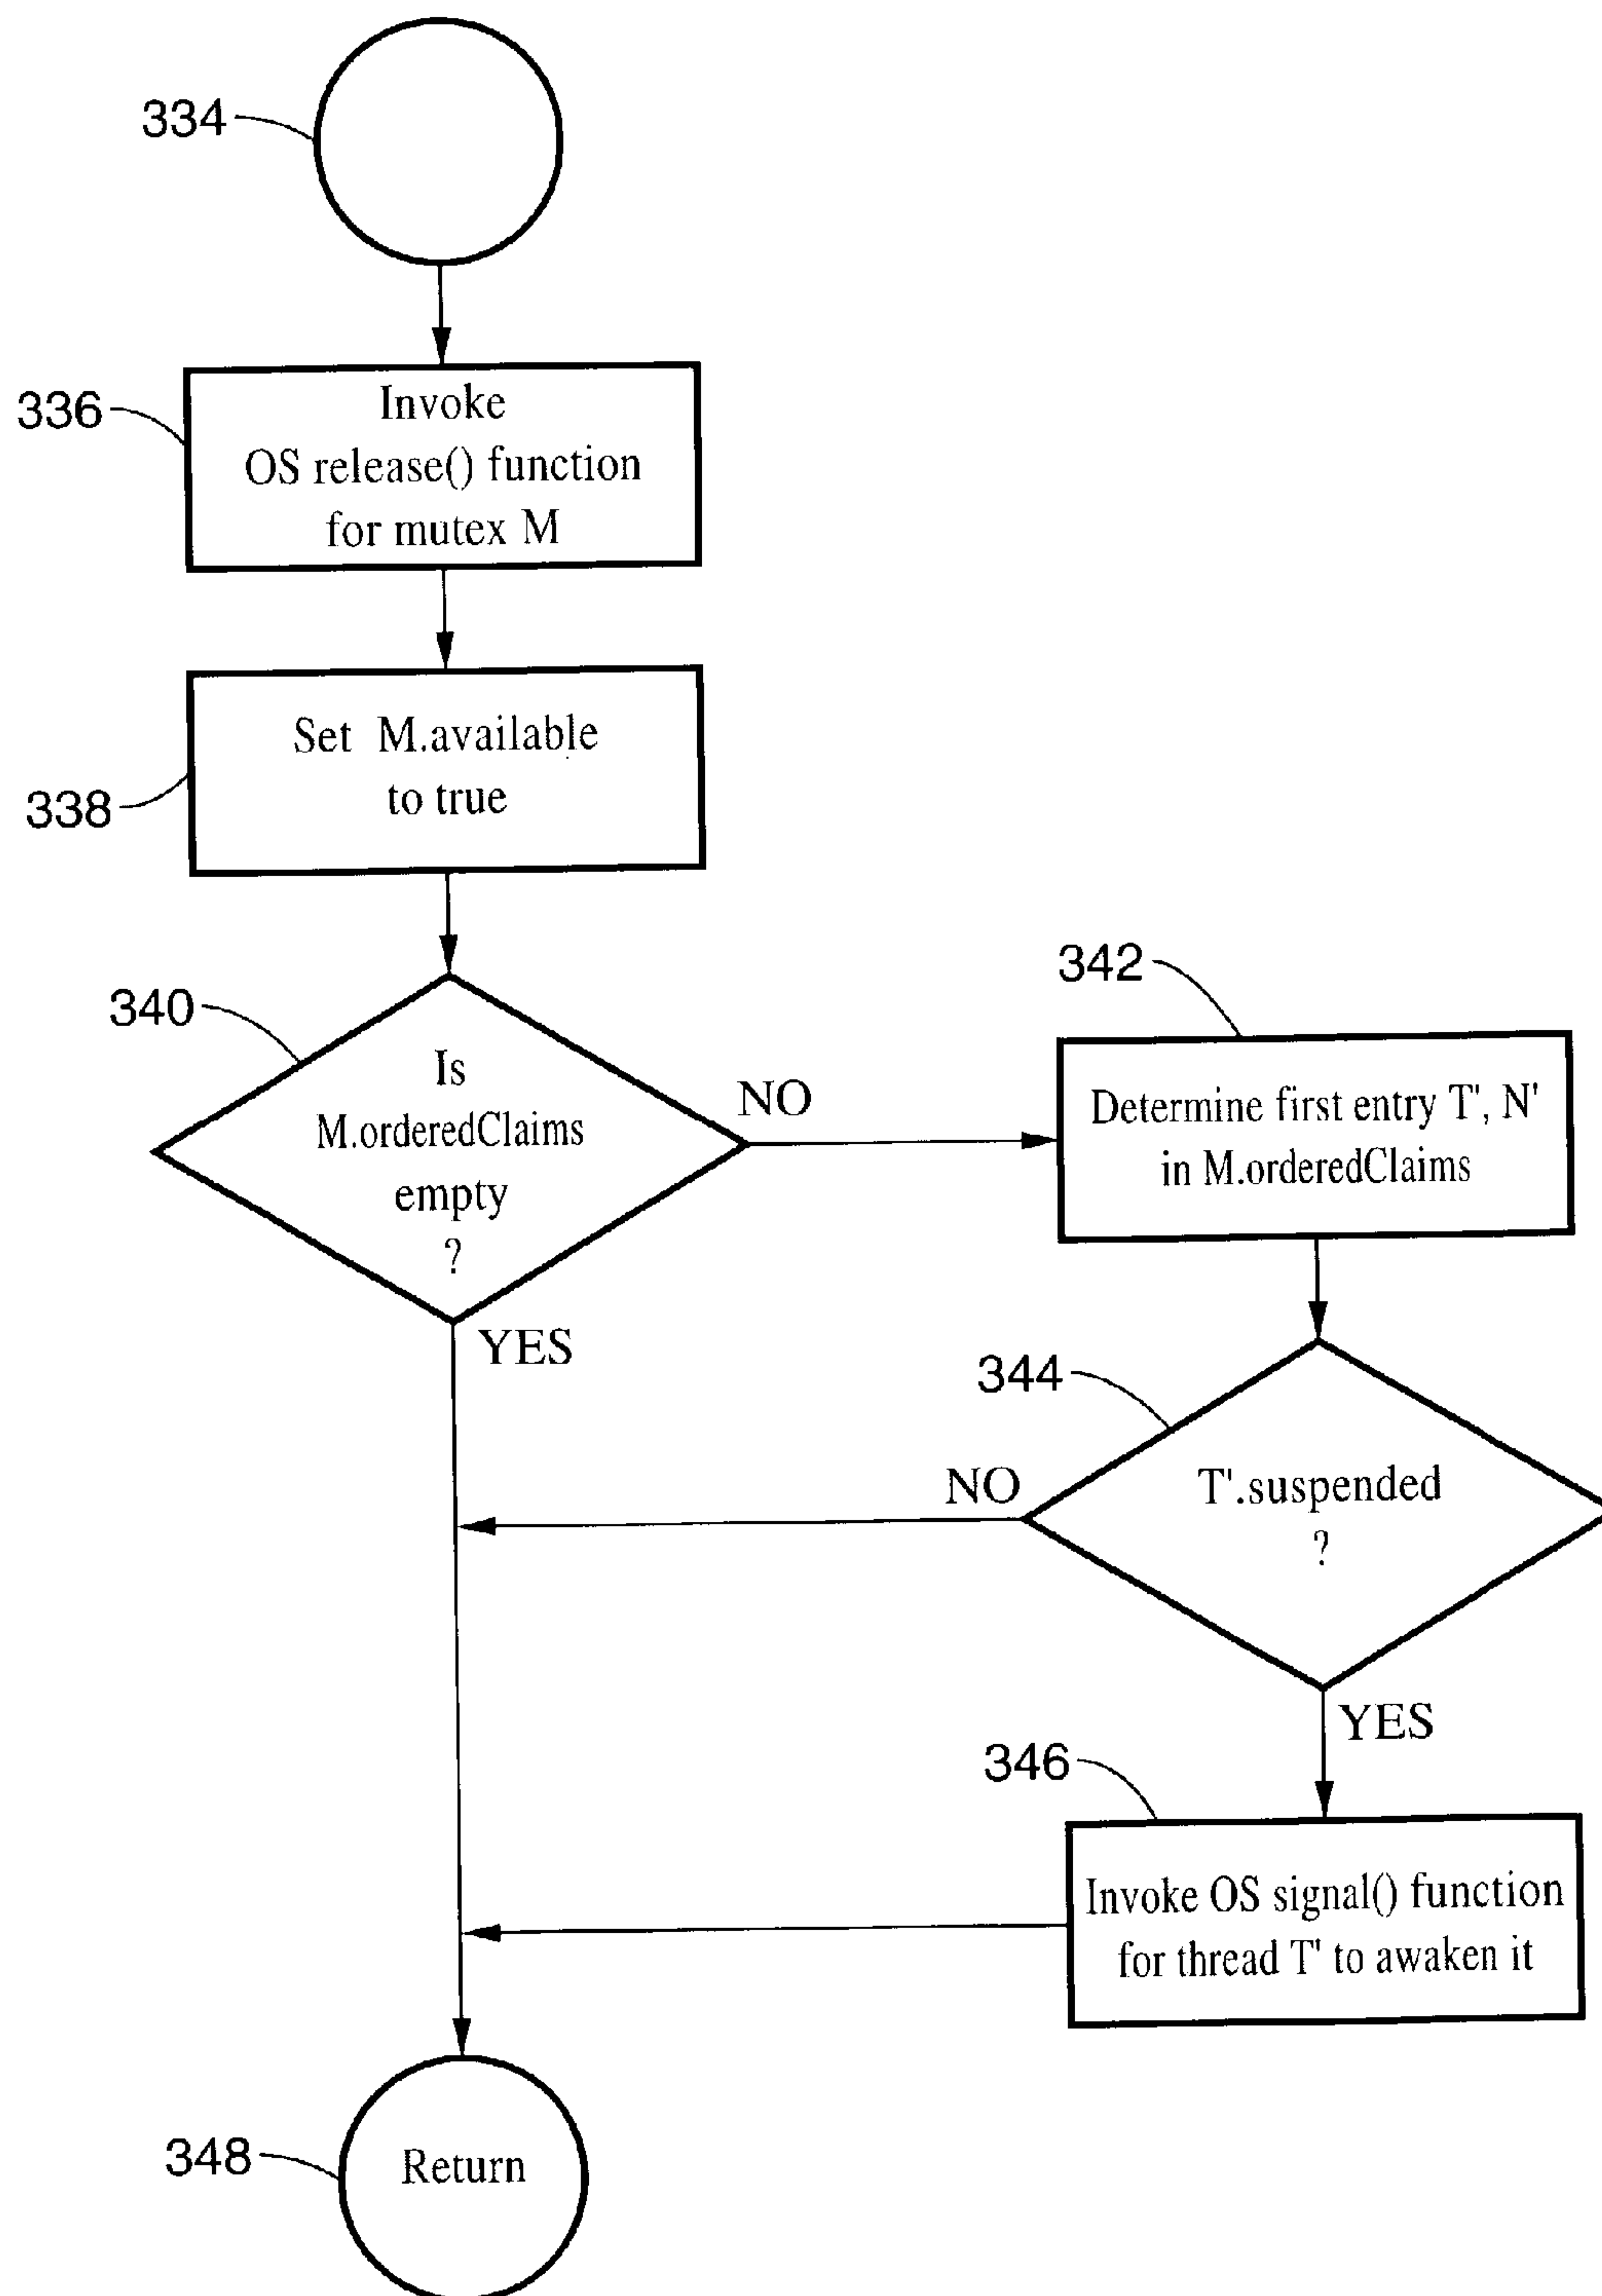 334
336
Invoke
OS release() function
for mutex M
338
Set M.available
to true
340
Is
M.orderedClaims
empty
?
NO
YES
342
Determine first entry T', N'
in M.orderedClaims
344
T'.suspended
?
NO
YES
346
Invoke OS signal() function
for thread T' to awaken it
348
Return